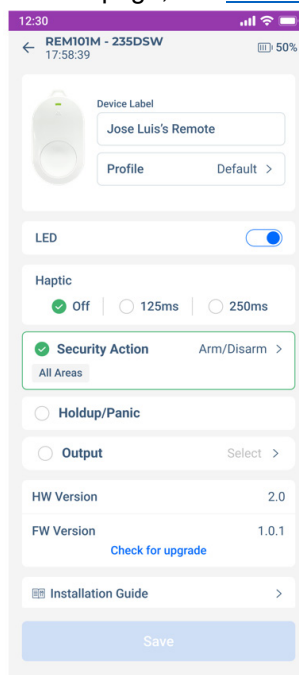 12:30
REM101M - 235DSW
17:58:39
50%
Device Label
Jose Luis's Remote
Profile Default >
LED
Haptic
Off 125ms 250ms
Security Action Arm/Disarm >
All Areas
Holdup/Panic
Output Select >
HW Version 2.0
FW Version 1.0.1
Check for upgrade
Installation Guide >
Save